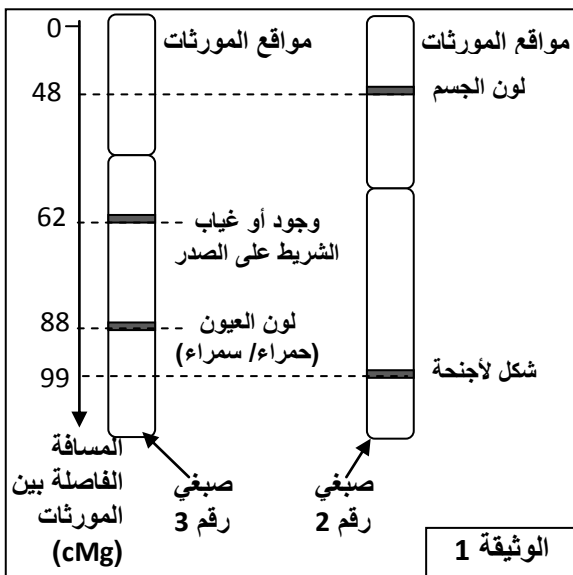 0
48
62
88
99
المسافة
الفاصلة بين
المورثات
(cMg)
مواقع المورثات
وجود أو غياب
الشريط على الصدر
لون العيون
(حمراء/ سمراء)
صبغي
رقم 3
مواقع المورثات
لون الجسم
شكل لأجنحة
صبغي
رقم 2
الوثيقة 1